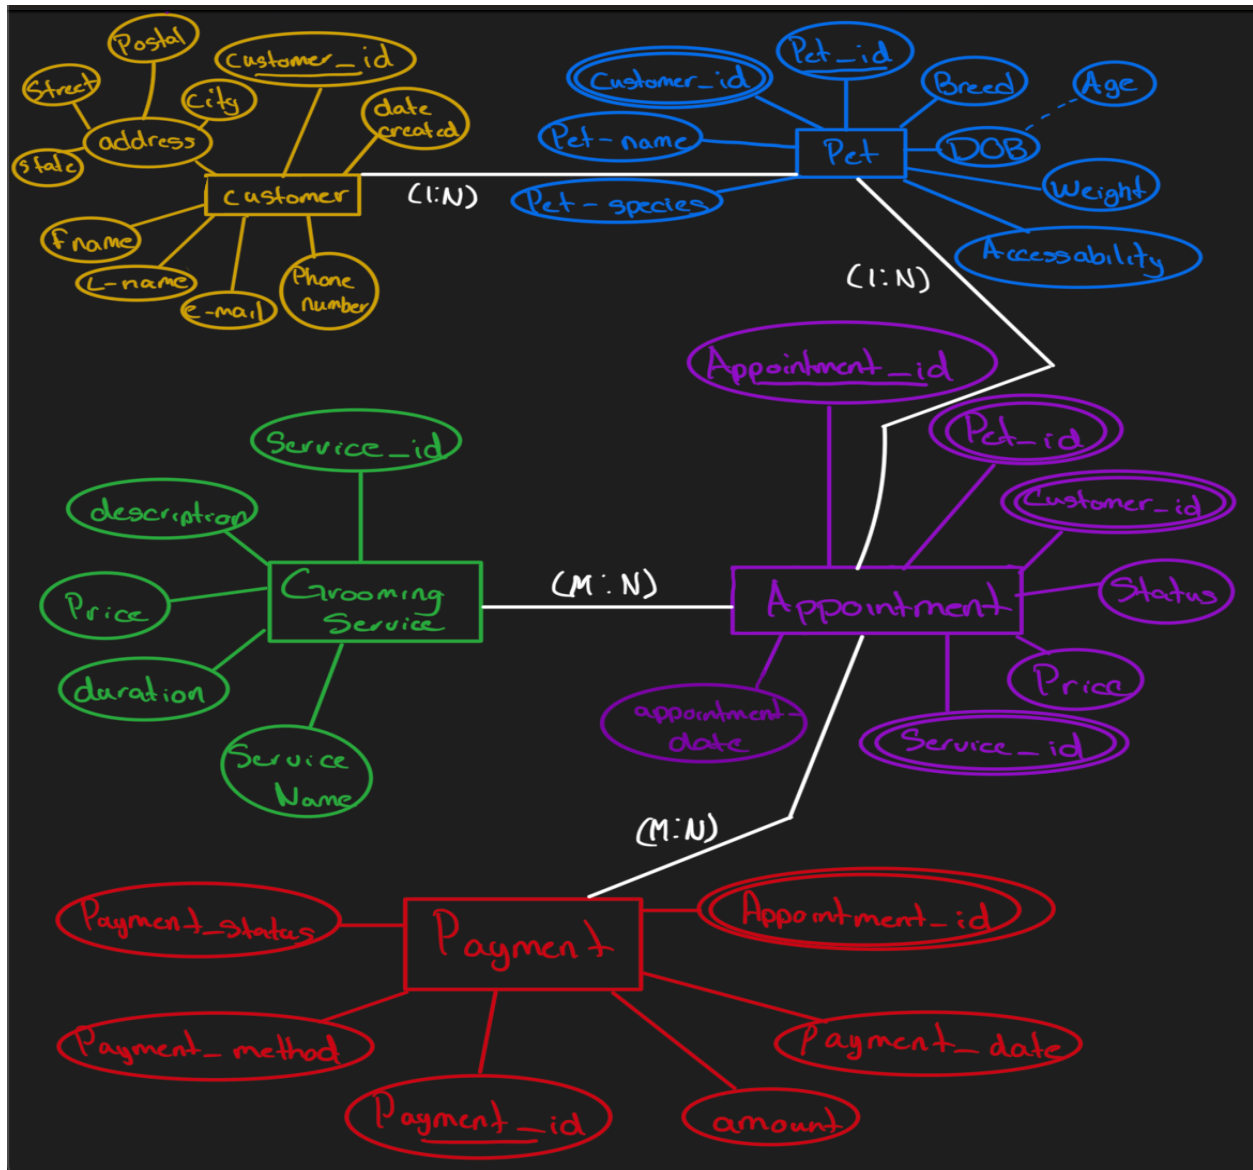 Postal
customer_id
Street
City
date
created
address
state
customer
Fname
L-name
e-mail
Phone
number
(1:N)
Pet_id
Customer_id
Breed
Age
Pet-name
Pet
DOB
Pet-species
Weight
Accessability
(1:N)
Appointment_id
Pet_id
Customer_id
Service_id
description
Price
Grooming
Service
duration
Service
Name
(M:N)
Appointment
Status
Price
appointment-
date
Service_id
(M:N)
Payment_status
Payment
Appointment_id
Payment_method
Payment_date
Payment_id
amount